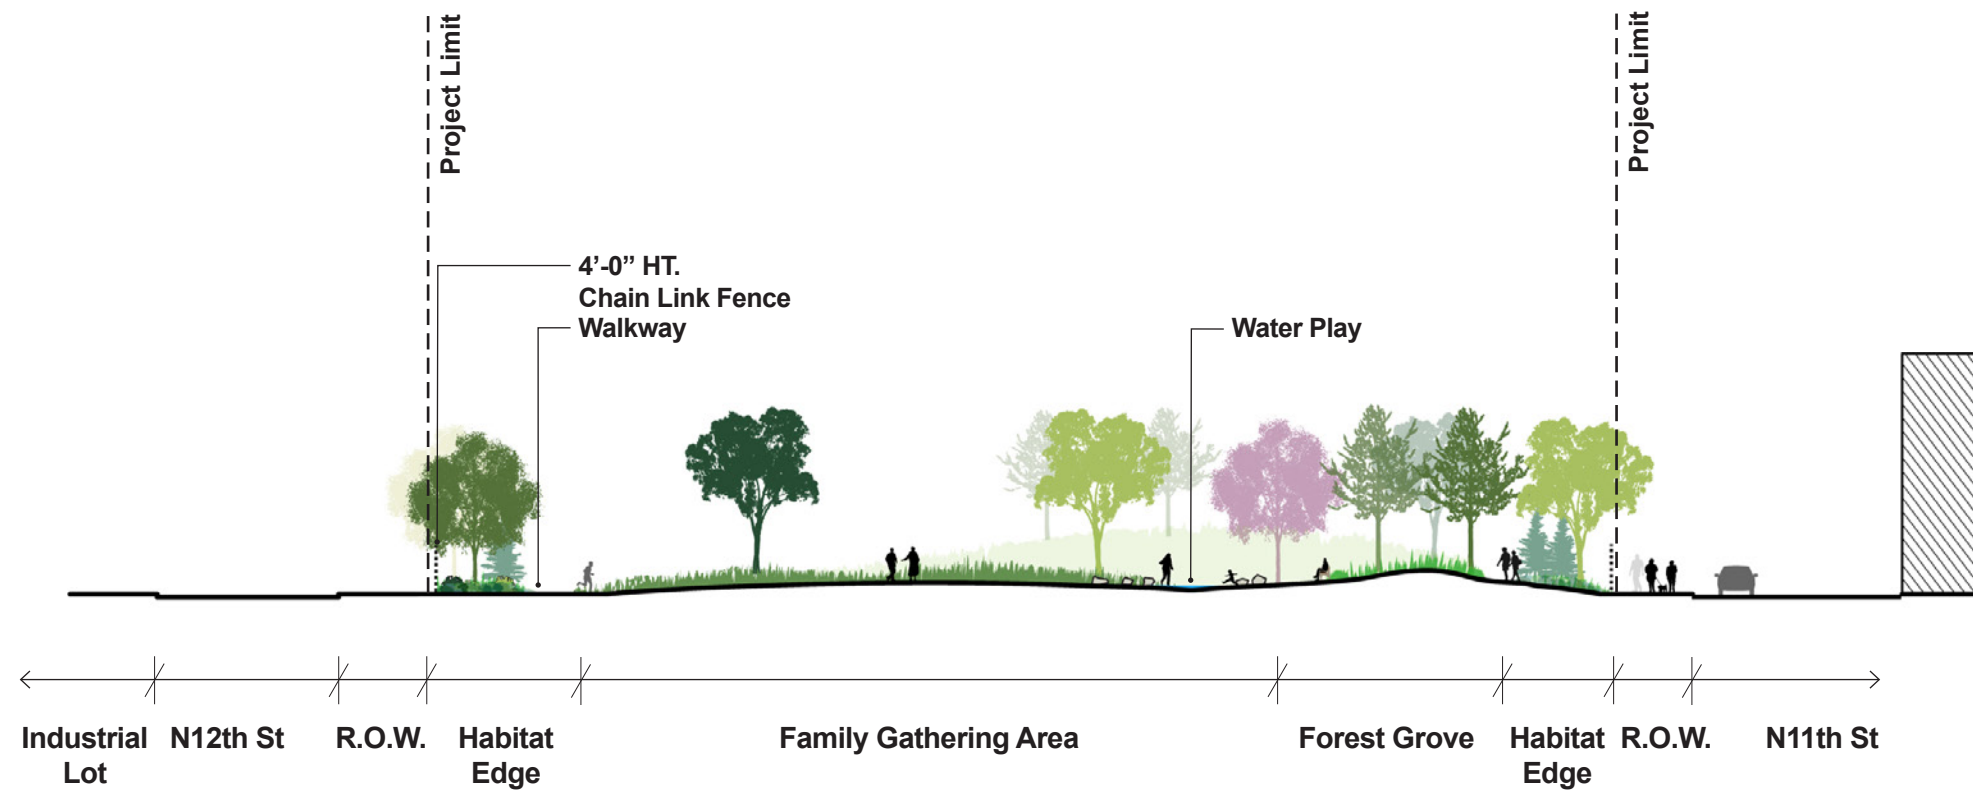 Project Limit
Project Limit
4’-0” HT.
Chain Link Fence
Walkway
Water Play
Industrial
Lot
N12th St
R.O.W.
Habitat
Edge
Family Gathering Area
Forest Grove
Habitat
Edge
R.O.W.
N11th St